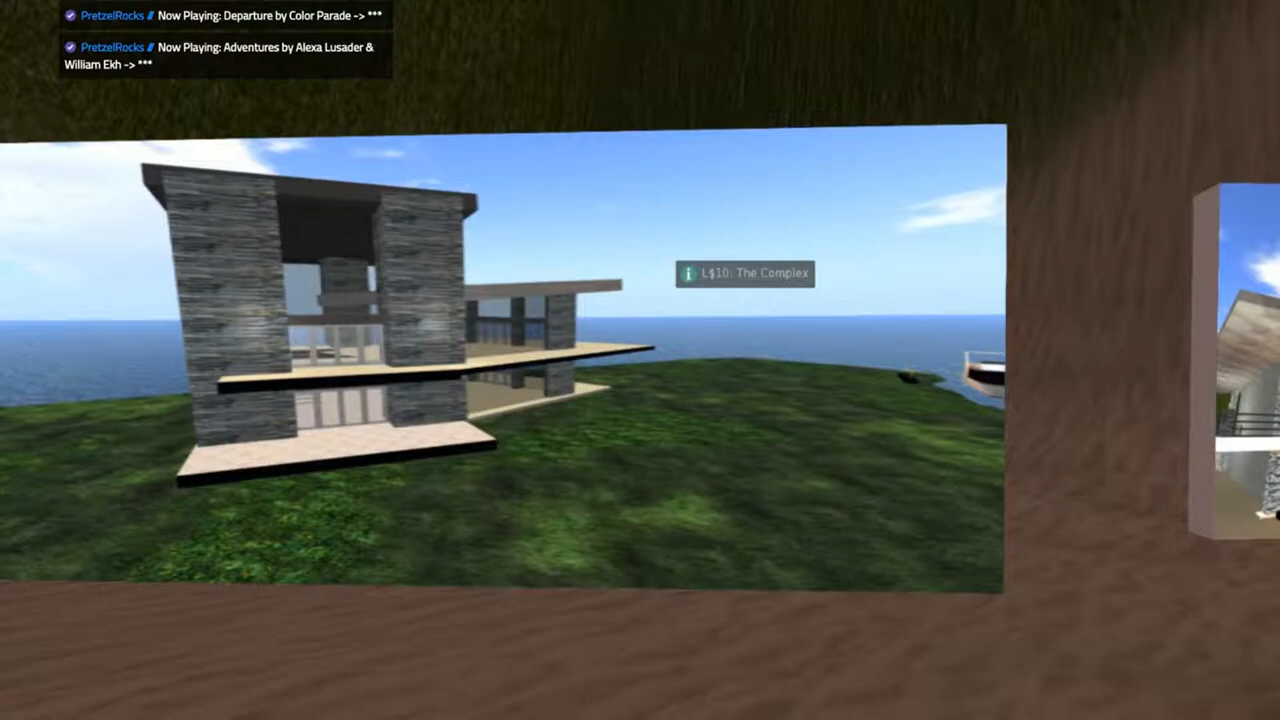 PretzelRocks // Now Playing: Departure by Color Parade -> ***
PretzelRocks // Now Playing: Adventures by Alexa Lusader &
William Ekh -> ***
L$10: The Complex